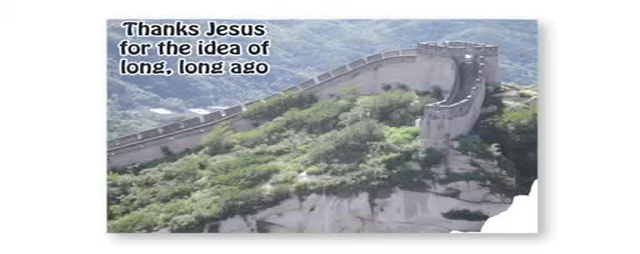 Thanks Jesus
for the idea of
long, long ago